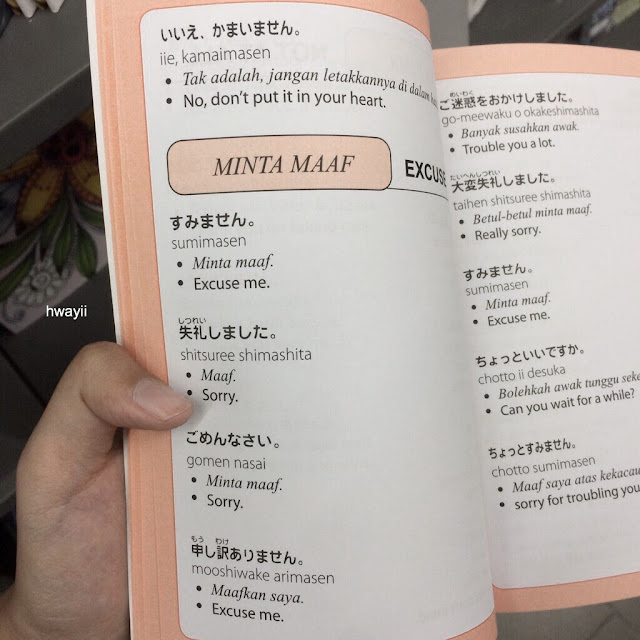 いいえ、かまいません。
iie, kamaimasen
• Tak adalah, jangan letakkannya di dalam
• No, don't put it in your heart.
MINTA MAAF
EXCUSE
すみません。
sumimasen
• Minta maaf.
• Excuse me.
しつれい
失礼しました。
shitsuree shimashita
• Maaf.
• Sorry.
ごめんなさい。
gomen nasai
• Minta maaf.
• Sorry.
もう わけ
申し訳ありません。
mooshiwake arimasen
• Maafkan saya.
• Excuse me.
めいわく
ご迷惑をおかけしました。
go-meewaku o okakeshimashita
• Banyak susahkan awak.
• Trouble you a lot.
たいへんしつれい
大変失礼しました。
taihen shitsuree shimashita
• Betul-betul minta maaf.
• Really sorry.
すみません。
sumimasen
• Minta maaf.
• Excuse me.
ちょっといいですか。
chotto ii desuka
• Bolehkah awak tunggu
• Can you wait for a while?
ちょっとすみません。
chotto sumimasen
• Maaf saya atas
• sorry for troubling you
hwayii